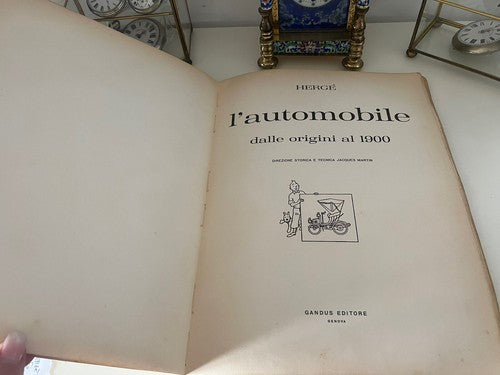 HERGÉ
l'automobile
dalle origini al 1900
DIREZIONE STORICA E TECNICA JACQUES MARTIN
GANDUS EDITORE
GENOVA